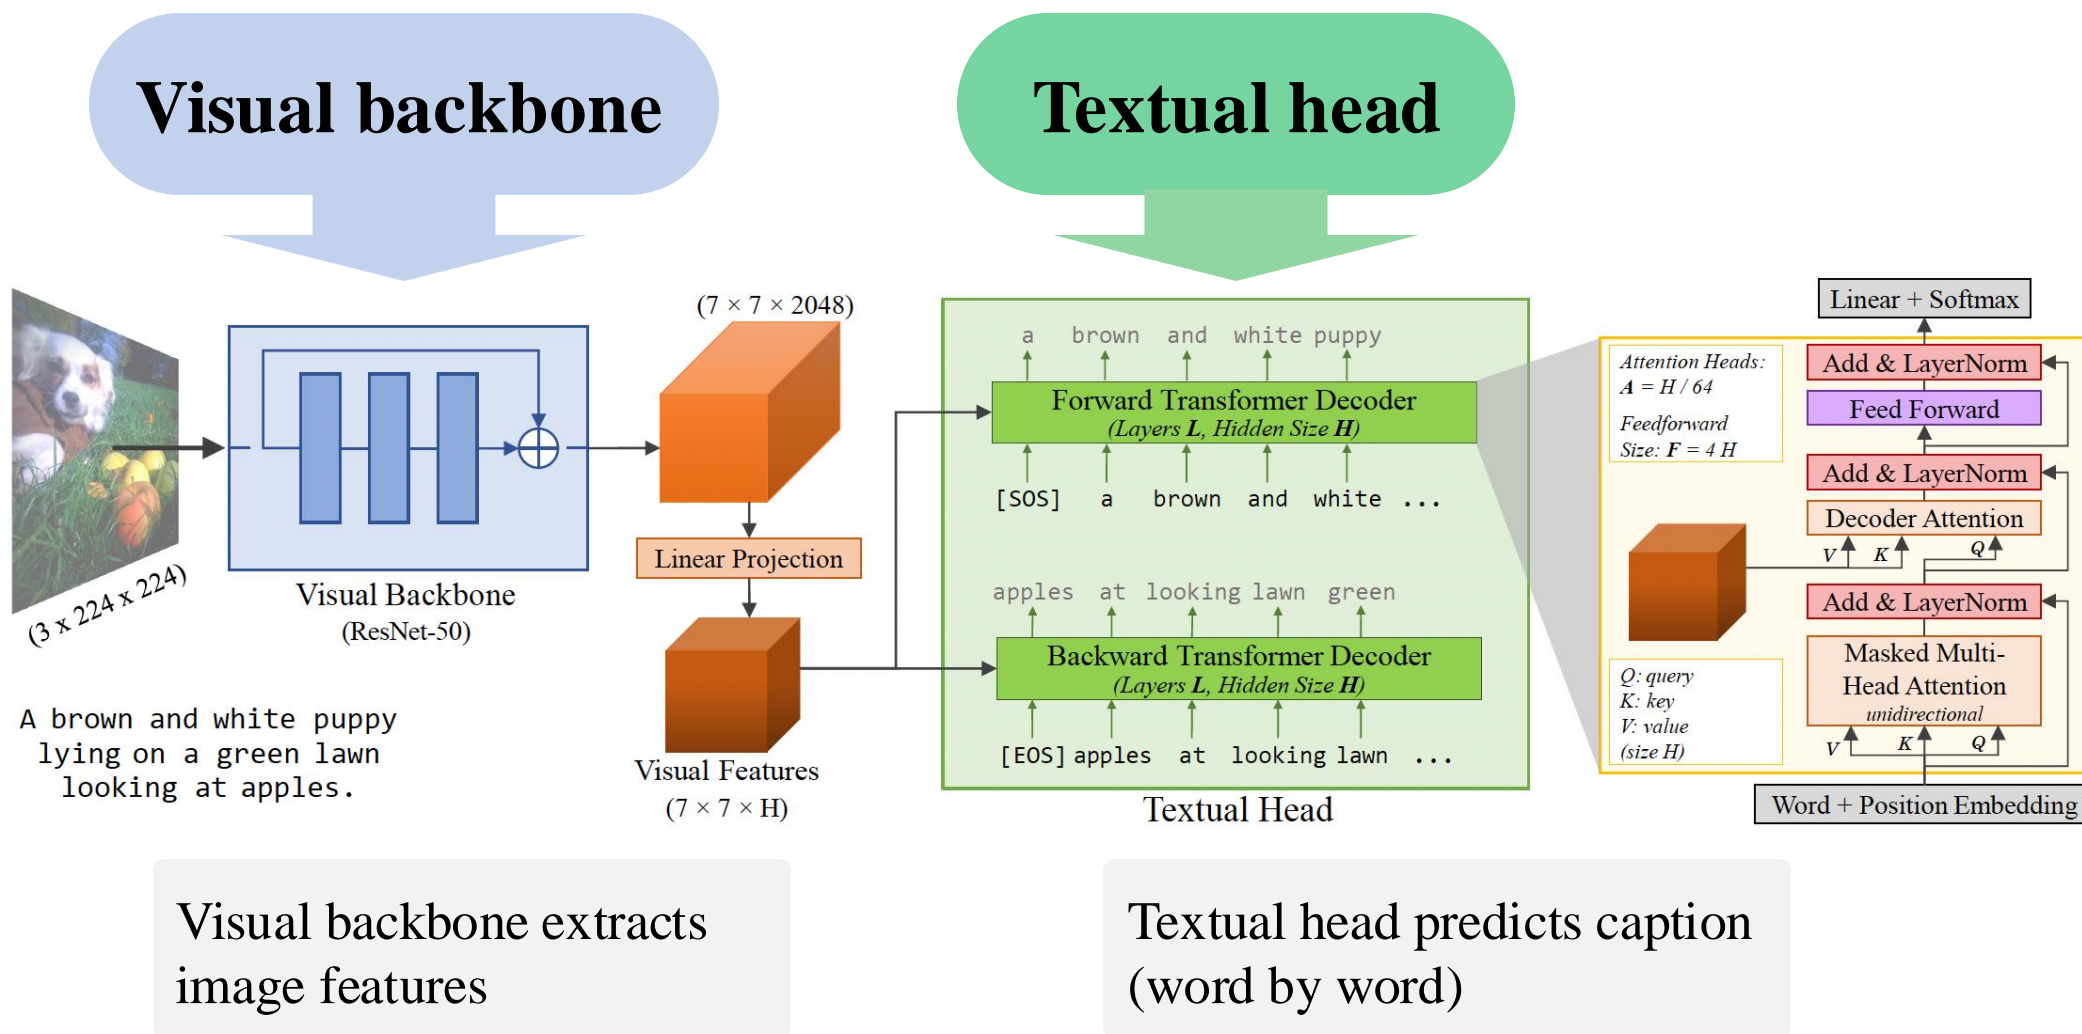 Visual backbone
Textual head
(3 x 224 x 224)
Visual Backbone
(ResNet-50)
A brown and white puppy
lying on a green lawn
looking at apples.
(7 × 7 × 2048)
Linear Projection
Visual Features
(7 × 7 × H)
a brown and white puppy
Forward Transformer Decoder
(Layers L, Hidden Size H)
[SOS] a brown and white ...
apples at looking lawn green
Backward Transformer Decoder
(Layers L, Hidden Size H)
[EOS] apples at looking lawn ...
Textual Head
Linear + Softmax
Attention Heads:
A = H / 64
Feedforward
Size: F = 4 H
Add & LayerNorm
Feed Forward
Add & LayerNorm
Decoder Attention
V K Q
Add & LayerNorm
Masked Multi-
Head Attention
unidirectional
V K Q
Q: query
K: key
V: value
(size H)
Word + Position Embedding
Visual backbone extracts
image features
Textual head predicts caption
(word by word)